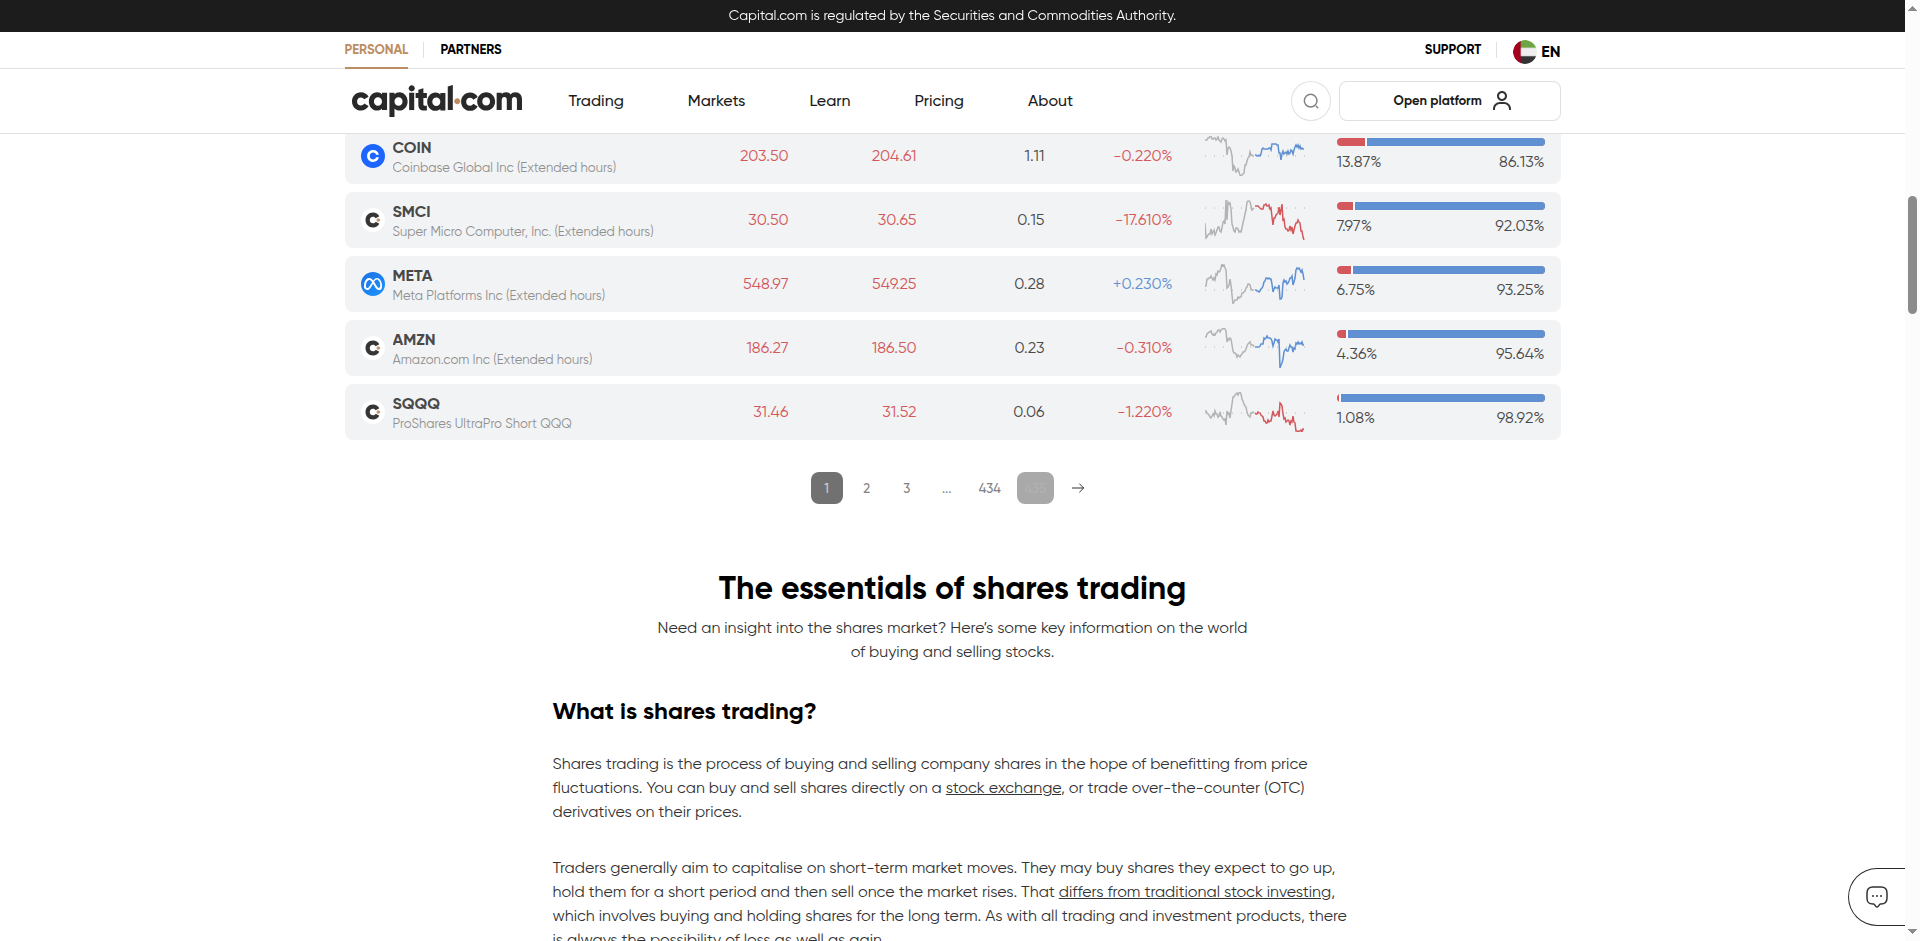 Capital.com is regulated by the Securities and Commodities Authority.
PERSONAL PARTNERS SUPPORT EN
capital.com Trading Markets Learn Pricing About Open platform
COIN
Coinbase Global Inc (Extended hours) 203.50 204.61 1.11 -0.220% 13.87% 86.13%
SMCI
Super Micro Computer, Inc. (Extended hours) 30.50 30.65 0.15 -17.610% 7.97% 92.03%
META
Meta Platforms Inc (Extended hours) 548.97 549.25 0.28 +0.230% 6.75% 93.25%
AMZN
Amazon.com Inc (Extended hours) 186.27 186.50 0.23 -0.310% 4.36% 95.64%
SQQQ
ProShares UltraPro Short QQQ 31.46 31.52 0.06 -1.220% 1.08% 98.92%
1 2 3 ... 434 435
The essentials of shares trading
Need an insight into the shares market? Here's some key information on the world
of buying and selling stocks.
What is shares trading?
Shares trading is the process of buying and selling company shares in the hope of benefitting from price
fluctuations. You can buy and sell shares directly on a stock exchange, or trade over-the-counter (OTC)
derivatives on their prices.
Traders generally aim to capitalise on short-term market moves. They may buy shares they expect to go up,
hold them for a short period and then sell once the market rises. That differs from traditional stock investing,
which involves buying and holding shares for the long term. As with all trading and investment products, there
is always the possibility of loss as well as gain.